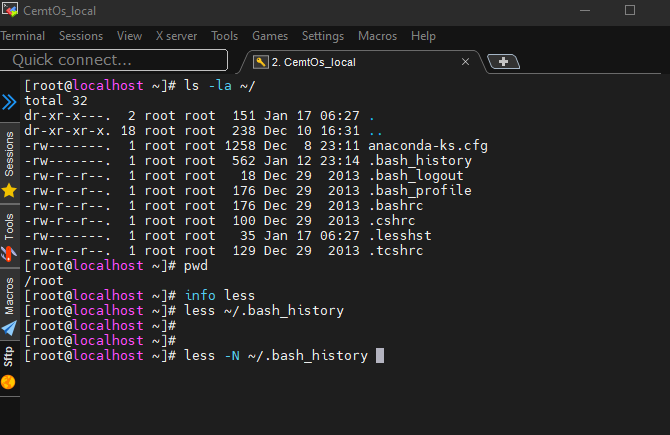 CemtOs_local
Terminal Sessions View X server Tools Games Settings Macros Help
Quick connect...
2. CemtOs_local
[root@localhost ~]# ls -la ~/
total 32
dr-xr-x---.  2 root root  151 Jan 17 06:27 .
dr-xr-xr-x. 18 root root  238 Dec 10 16:31 ..
-rw-------.  1 root root 1258 Dec  8 23:11 anaconda-ks.cfg
-rw-------.  1 root root  562 Jan 12 23:14 .bash_history
-rw-r--r--.  1 root root   18 Dec 29  2013 .bash_logout
-rw-r--r--.  1 root root  176 Dec 29  2013 .bash_profile
-rw-r--r--.  1 root root  176 Dec 29  2013 .bashrc
-rw-r--r--.  1 root root  100 Dec 29  2013 .cshrc
-rw-------.  1 root root   35 Jan 17 06:27 .lesshst
-rw-r--r--.  1 root root  129 Dec 29  2013 .tcshrc
[root@localhost ~]# pwd
/root
[root@localhost ~]# info less
[root@localhost ~]# less ~/.bash_history
[root@localhost ~]#
[root@localhost ~]#
[root@localhost ~]# less -N ~/.bash_history
Sessions
Tools
Macros
Sftp